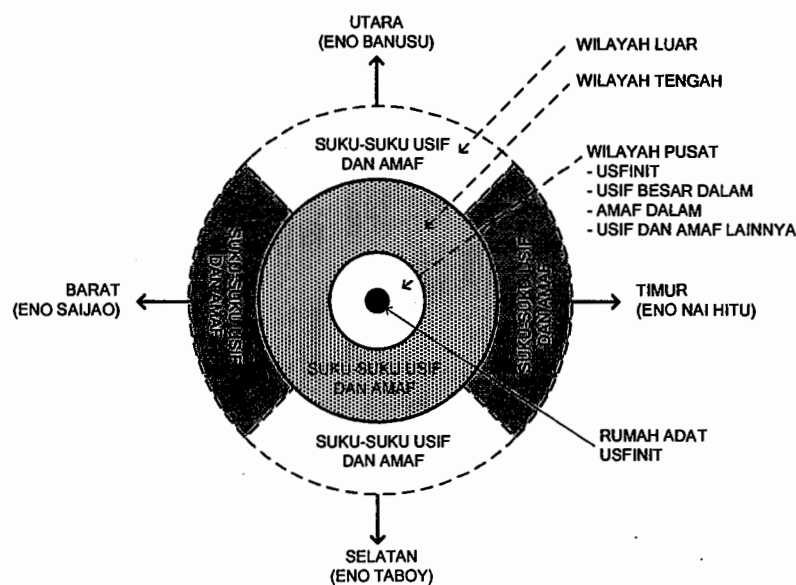 UTARA
(ENO BANUSU)
WILAYAH LUAR
WILAYAH TENGAH
SUKU-SUKU USIF
DAN AMAF
WILAYAH PUSAT
- USFINIT
- USIF BESAR DALAM
- AMAF DALAM
- USIF DAN AMAF LAINNYA
SUKU-SUKU USIF
DAN AMAF
BARAT
(ENO SAIJAO)
SUKU-SUKU USIF
DAN AMAF
TIMUR
(ENO NAI HITU)
SUKU-SUKU USIF
DAN AMAF
SUKU-SUKU USIF
DAN AMAF
RUMAH ADAT
USFINIT
SELATAN
(ENO TABOY)